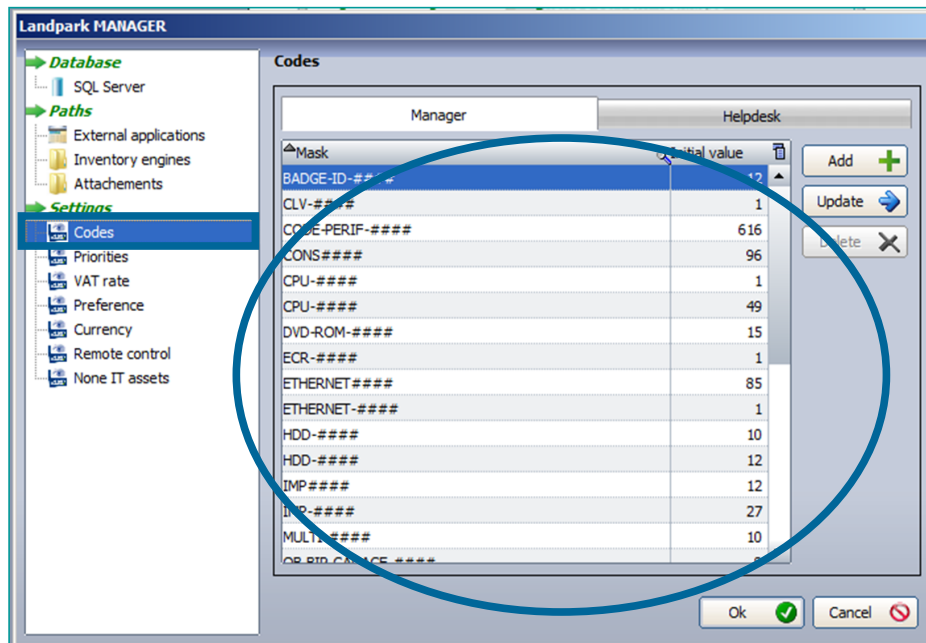 Landpark MANAGER
Database
SQL Server
Paths
External applications
Inventory engines
Attachements
Settings
Codes
Priorities
VAT rate
Preference
Currency
Remote control
None IT assets
Codes
Manager
Helpdesk
Mask Initial value
BADGE-ID-#### 12
CLV-#### 1
CODE-PERIF-#### 616
CONS#### 96
CPU-#### 1
CPU-#### 49
DVD-ROM-#### 15
ECR-#### 1
ETHERNET#### 85
ETHERNET-#### 1
HDD-#### 10
HDD-#### 12
IMP#### 12
IMP-#### 27
MULTI-#### 10
Add
Update
Delete
Ok
Cancel